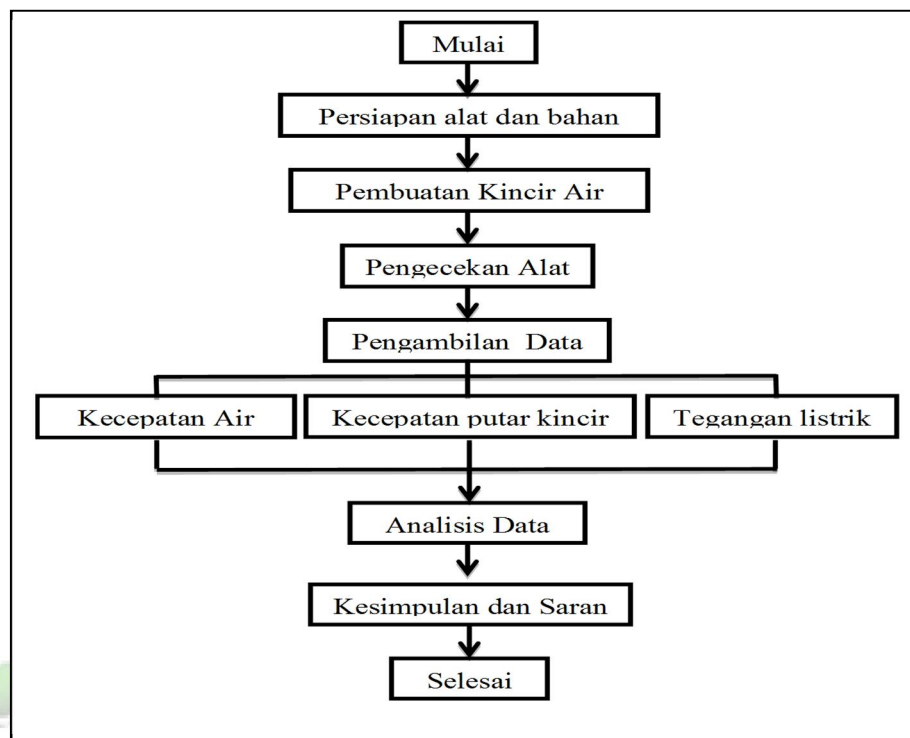 Mulai
Persiapan alat dan bahan
Pembuatan Kincir Air
Pengecekan Alat
Pengambilan Data
Kecepatan Air
Kecepatan putar kincir
Tegangan listrik
Analisis Data
Kesimpulan dan Saran
Selesai